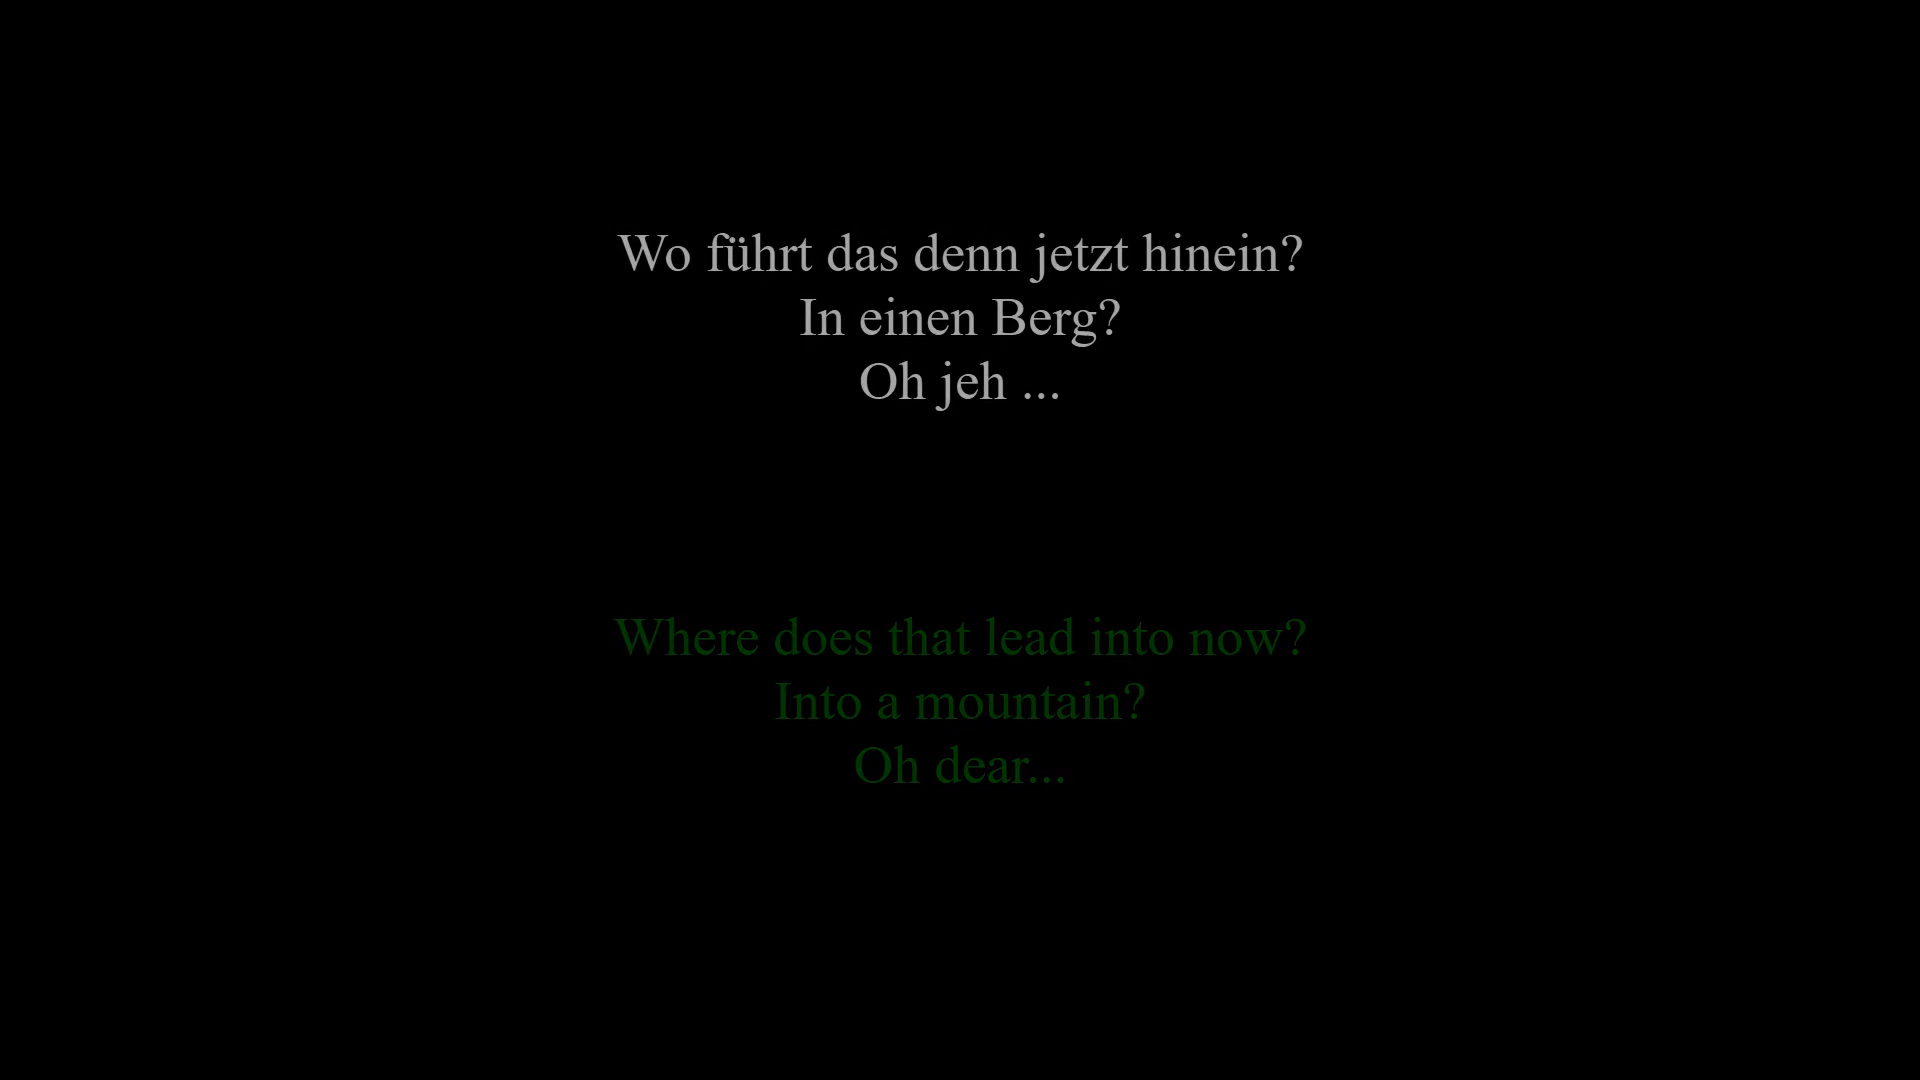 Wo führt das denn jetzt hinein?
In einen Berg?
Oh jeh ...
Where does that lead into now?
Into a mountain?
Oh dear...